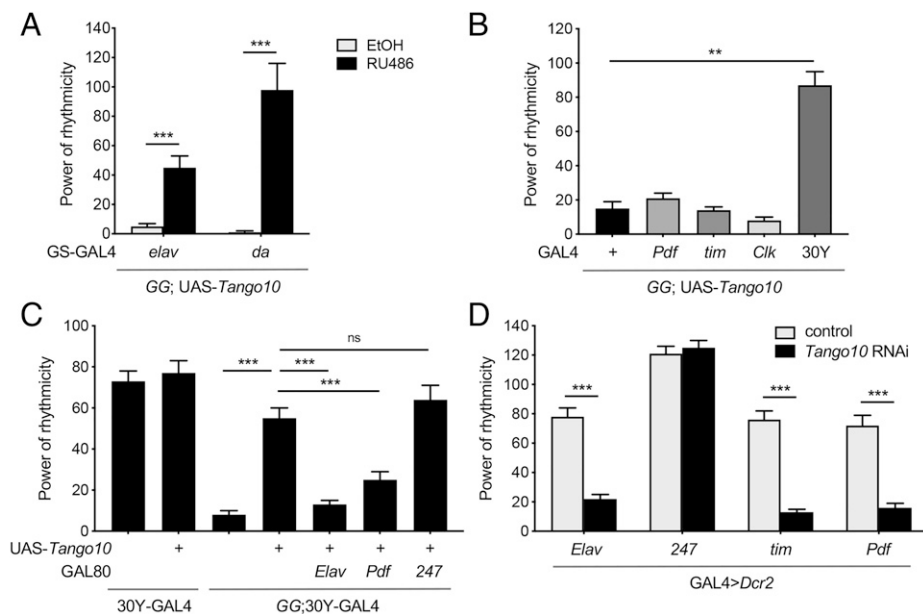 A
Power of rhythmicity
140
120
100
80
60
40
20
0
EtOH
RU486
***
***
GS-GAL4 elav da
GG; UAS-Tango10
B
Power of rhythmicity
120
100
80
60
40
20
0
**
GAL4 + Pdf tim Clk 30Y
GG; UAS-Tango10
C
Power of rhythmicity
100
80
60
40
20
0
ns
*** ***
***
UAS-Tango10 + + + + +
GAL80 Elav Pdf 247
30Y-GAL4 GG;30Y-GAL4
D
Power of rhythmicity
140
120
100
80
60
40
20
0
control
Tango10 RNAi
*** *** ***
Elav 247 tim Pdf
GAL4>Dcr2